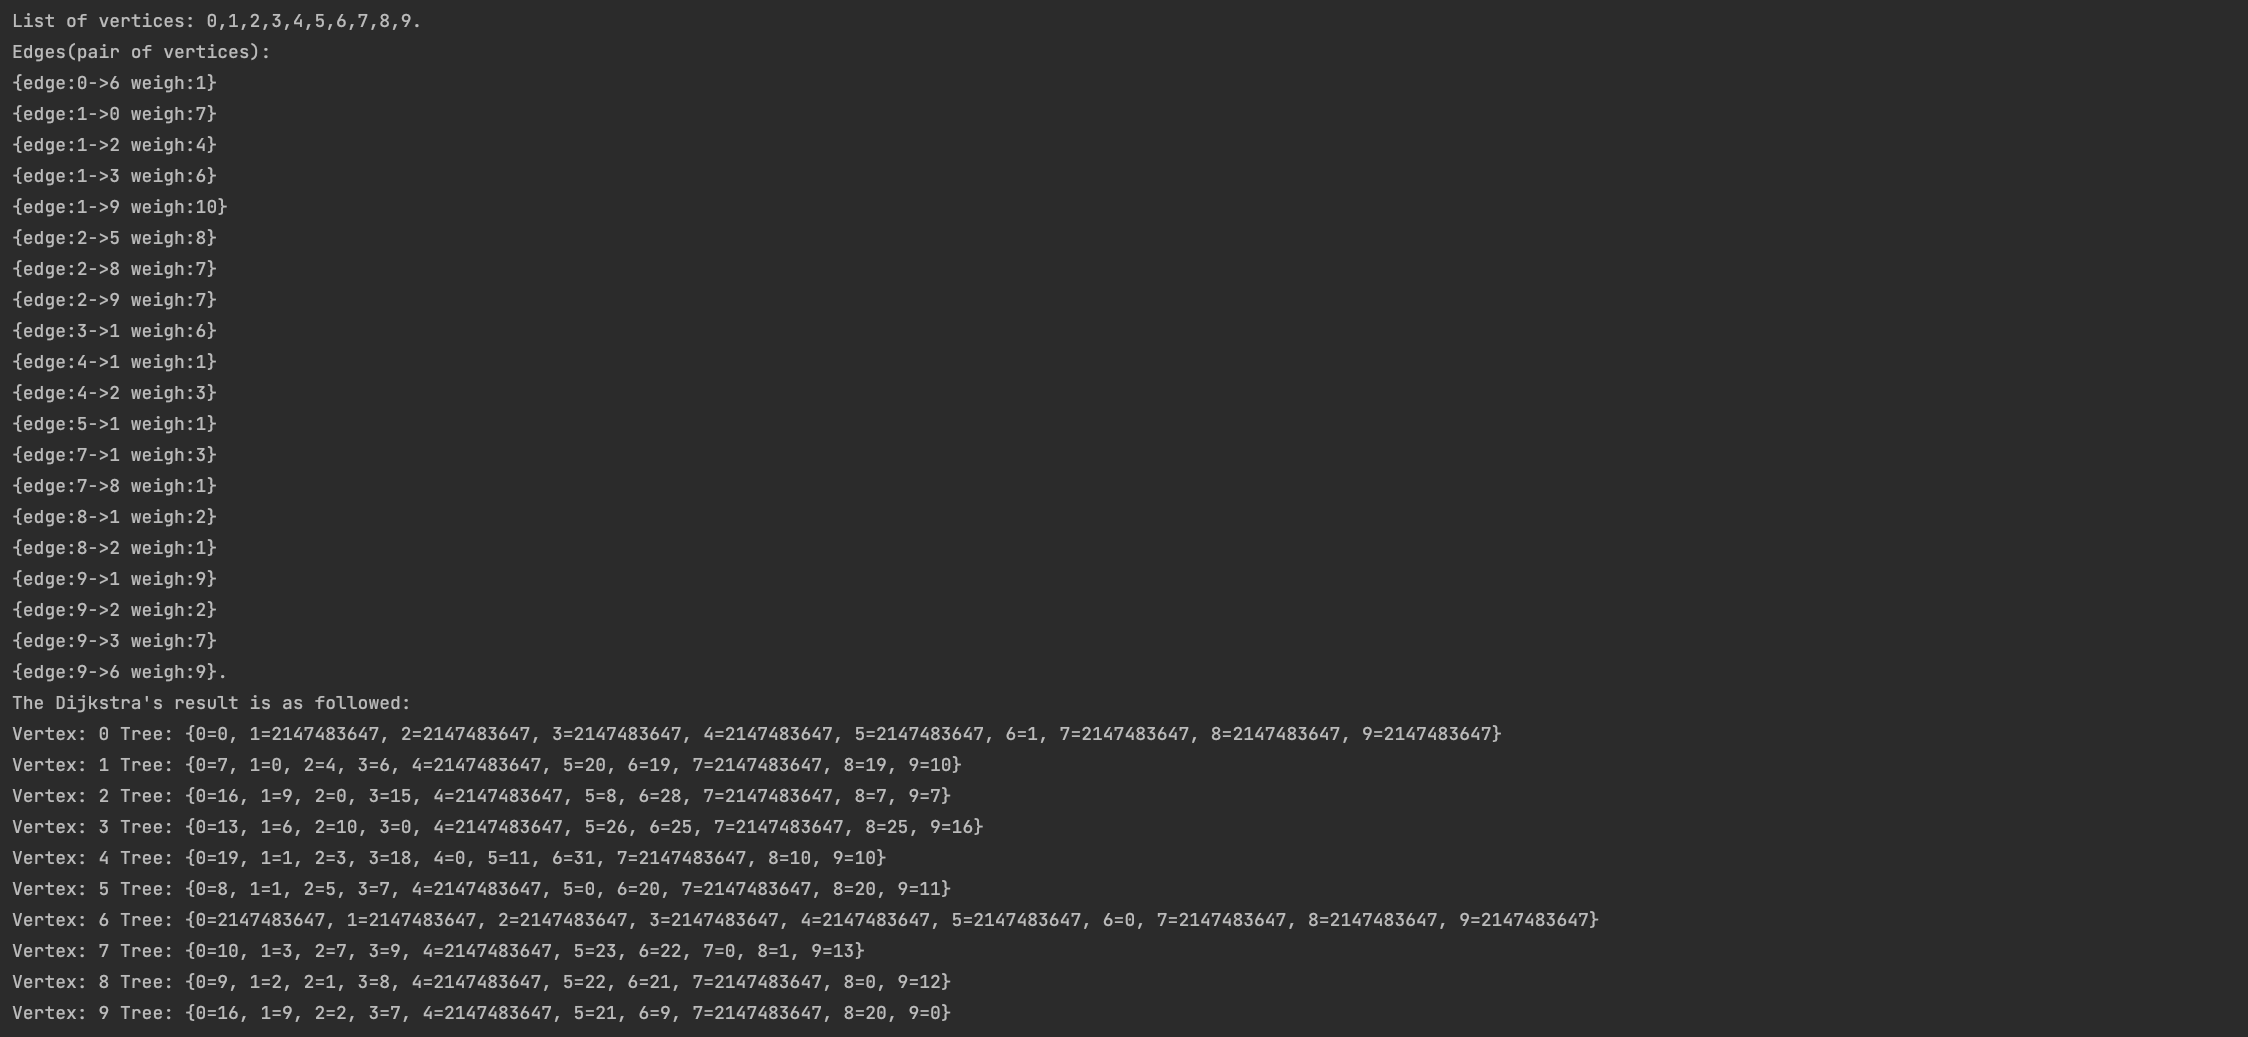 List of vertices: 0,1,2,3,4,5,6,7,8,9.
Edges(pair of vertices):
{edge:0->6 weigh:1}
{edge:1->0 weigh:7}
{edge:1->2 weigh:4}
{edge:1->3 weigh:6}
{edge:1->9 weigh:10}
{edge:2->5 weigh:8}
{edge:2->8 weigh:7}
{edge:2->9 weigh:7}
{edge:3->1 weigh:6}
{edge:4->1 weigh:1}
{edge:4->2 weigh:3}
{edge:5->1 weigh:1}
{edge:7->1 weigh:3}
{edge:7->8 weigh:1}
{edge:8->1 weigh:2}
{edge:8->2 weigh:1}
{edge:9->1 weigh:9}
{edge:9->2 weigh:2}
{edge:9->3 weigh:7}
{edge:9->6 weigh:9}.
The Dijkstra's result is as followed:
Vertex: 0 Tree: {0=0, 1=2147483647, 2=2147483647, 3=2147483647, 4=2147483647, 5=2147483647, 6=1, 7=2147483647, 8=2147483647, 9=2147483647}
Vertex: 1 Tree: {0=7, 1=0, 2=4, 3=6, 4=2147483647, 5=20, 6=19, 7=2147483647, 8=19, 9=10}
Vertex: 2 Tree: {0=16, 1=9, 2=0, 3=15, 4=2147483647, 5=8, 6=28, 7=2147483647, 8=7, 9=7}
Vertex: 3 Tree: {0=13, 1=6, 2=10, 3=0, 4=2147483647, 5=26, 6=25, 7=2147483647, 8=25, 9=16}
Vertex: 4 Tree: {0=19, 1=1, 2=3, 3=18, 4=0, 5=11, 6=31, 7=2147483647, 8=10, 9=10}
Vertex: 5 Tree: {0=8, 1=1, 2=5, 3=7, 4=2147483647, 5=0, 6=20, 7=2147483647, 8=20, 9=11}
Vertex: 6 Tree: {0=2147483647, 1=2147483647, 2=2147483647, 3=2147483647, 4=2147483647, 5=2147483647, 6=0, 7=2147483647, 8=2147483647, 9=2147483647}
Vertex: 7 Tree: {0=10, 1=3, 2=7, 3=9, 4=2147483647, 5=23, 6=22, 7=0, 8=1, 9=13}
Vertex: 8 Tree: {0=9, 1=2, 2=1, 3=8, 4=2147483647, 5=22, 6=21, 7=2147483647, 8=0, 9=12}
Vertex: 9 Tree: {0=16, 1=9, 2=2, 3=7, 4=2147483647, 5=21, 6=9, 7=2147483647, 8=20, 9=0}